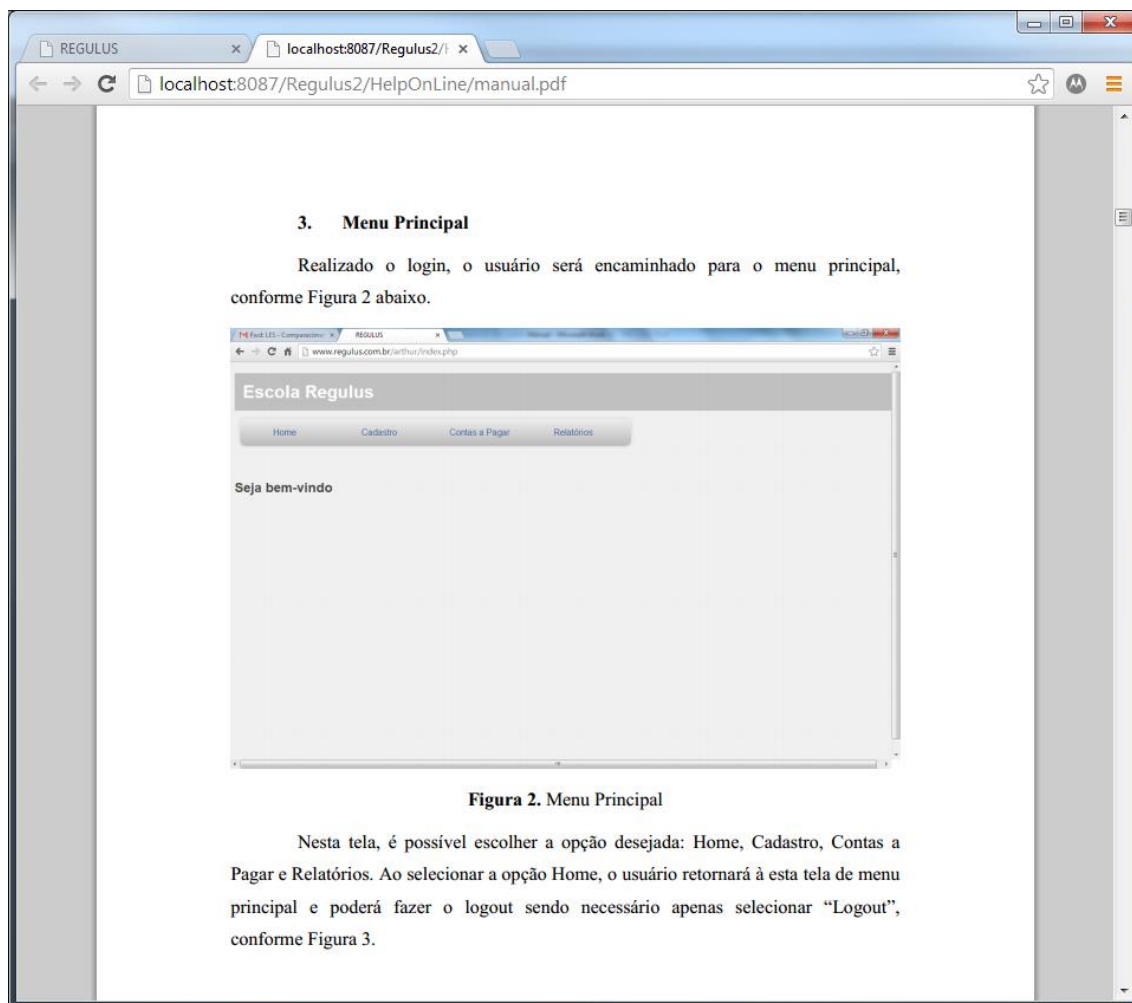 REGULUS
localhost:8087/Regulus2/
localhost:8087/Regulus2/HelpOnLine/manual.pdf
3. Menu Principal
Realizado o login, o usuário será encaminhado para o menu principal,
conforme Figura 2 abaixo.
REGULUS
www.regulus.com.br/arthur/index.php
Escola Regulus
Home Cadastro Contas a Pagar Relatórios
Seja bem-vindo
Figura 2. Menu Principal
Nesta tela, é possível escolher a opção desejada: Home, Cadastro, Contas a
Pagar e Relatórios. Ao selecionar a opção Home, o usuário retornará à esta tela de menu
principal e poderá fazer o logout sendo necessário apenas selecionar “Logout”,
conforme Figura 3.